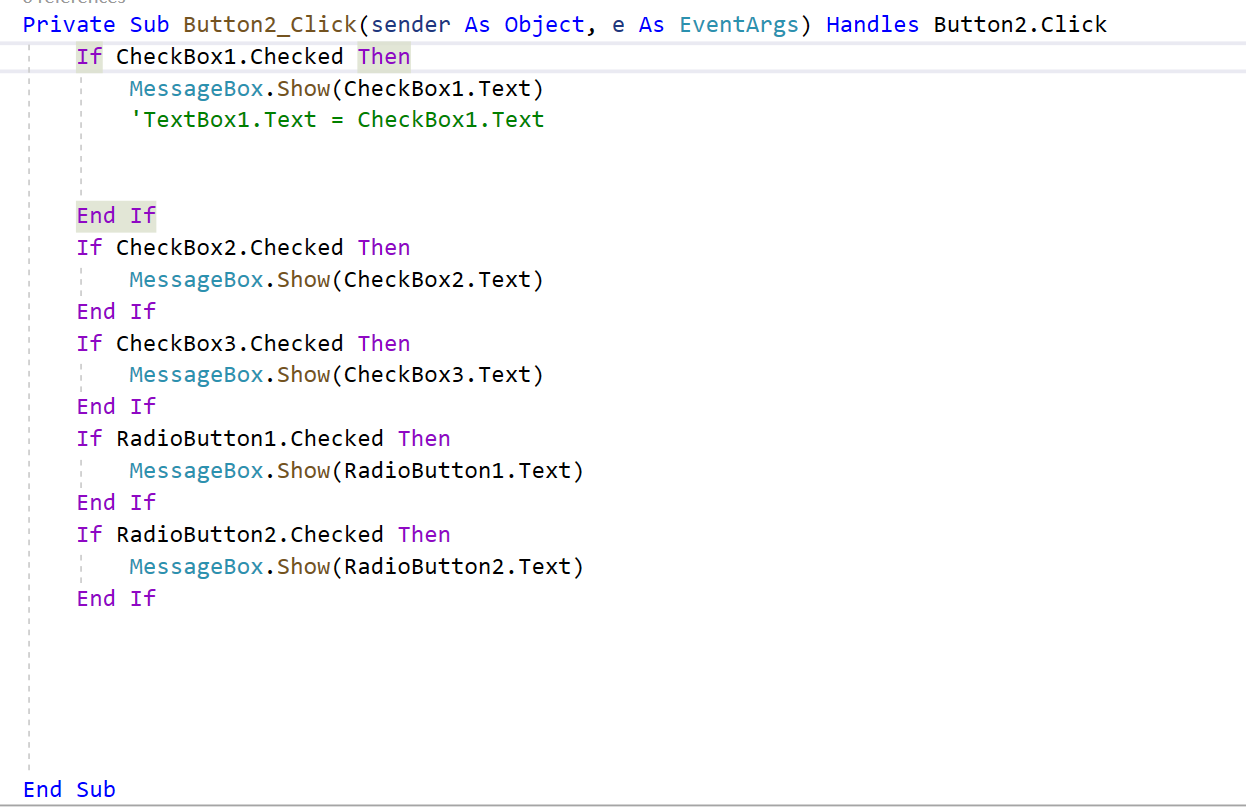 Private Sub Button2_Click(sender As Object, e As EventArgs) Handles Button2.Click
If CheckBox1.Checked Then
MessageBox.Show(CheckBox1.Text)
'TextBox1.Text = CheckBox1.Text
End If
If CheckBox2.Checked Then
MessageBox.Show(CheckBox2.Text)
End If
If CheckBox3.Checked Then
MessageBox.Show(CheckBox3.Text)
End If
If RadioButton1.Checked Then
MessageBox.Show(RadioButton1.Text)
End If
If RadioButton2.Checked Then
MessageBox.Show(RadioButton2.Text)
End If
End Sub